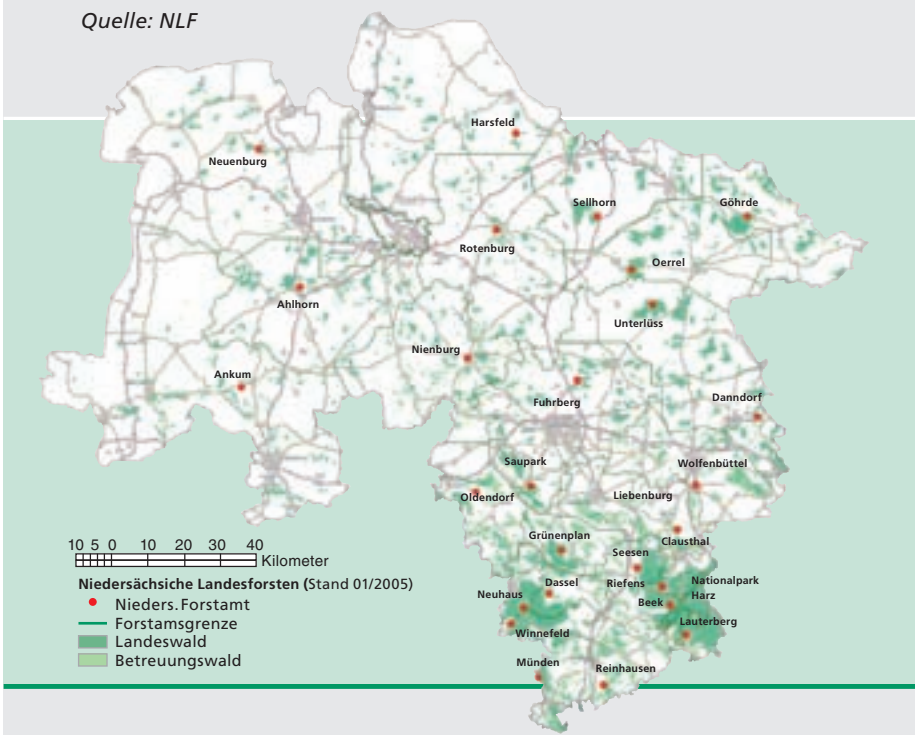 Quelle: NLF
Harsfeld
Neuenburg
Sellhorn
Göhrde
Rotenburg
Oerrel
Ahlhorn
Unterlüss
Nienburg
Ankum
Fuhrberg
Danndorf
Saupark
Wolfenbüttel
Oldendorf
Liebenburg
Grünenplan
Clausthal
Seesen
Dassel
Riefens
Nationalpark
Harz
Neuhaus
Beek
Lauterberg
Winnefeld
Münden
Reinhausen
10 5 0 10 20 30 40
Kilometer
Niedersächsiche Landesforsten (Stand 01/2005)
Nieders.Forstamt
Forstamsgrenze
Landeswald
Betreuungswald